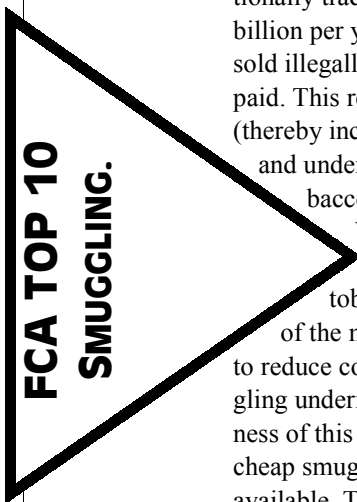 FCA TOP 10
SMUGGLING.
tionally trad
billion per y
sold illegall
paid. This re
(thereby inc
and under
bacco
tob
of the n
to reduce co
gling undern
ness of this
cheap smug
available. T